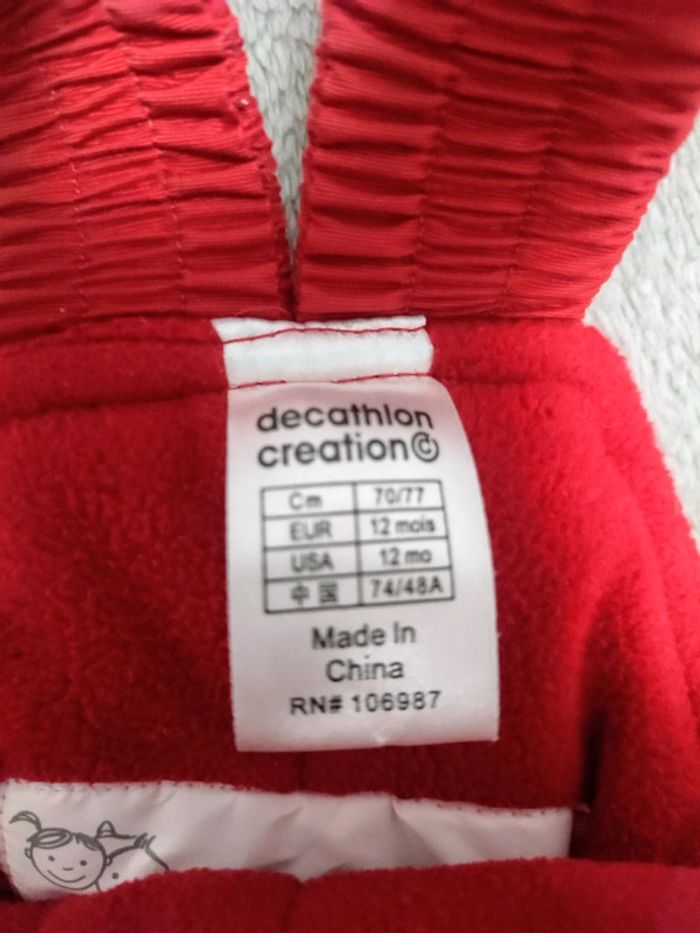 decathlon
creation©
Cm 70/77
EUR 12 mois
USA 12 mo
中国 74/48A
Made In
China
RN# 106987